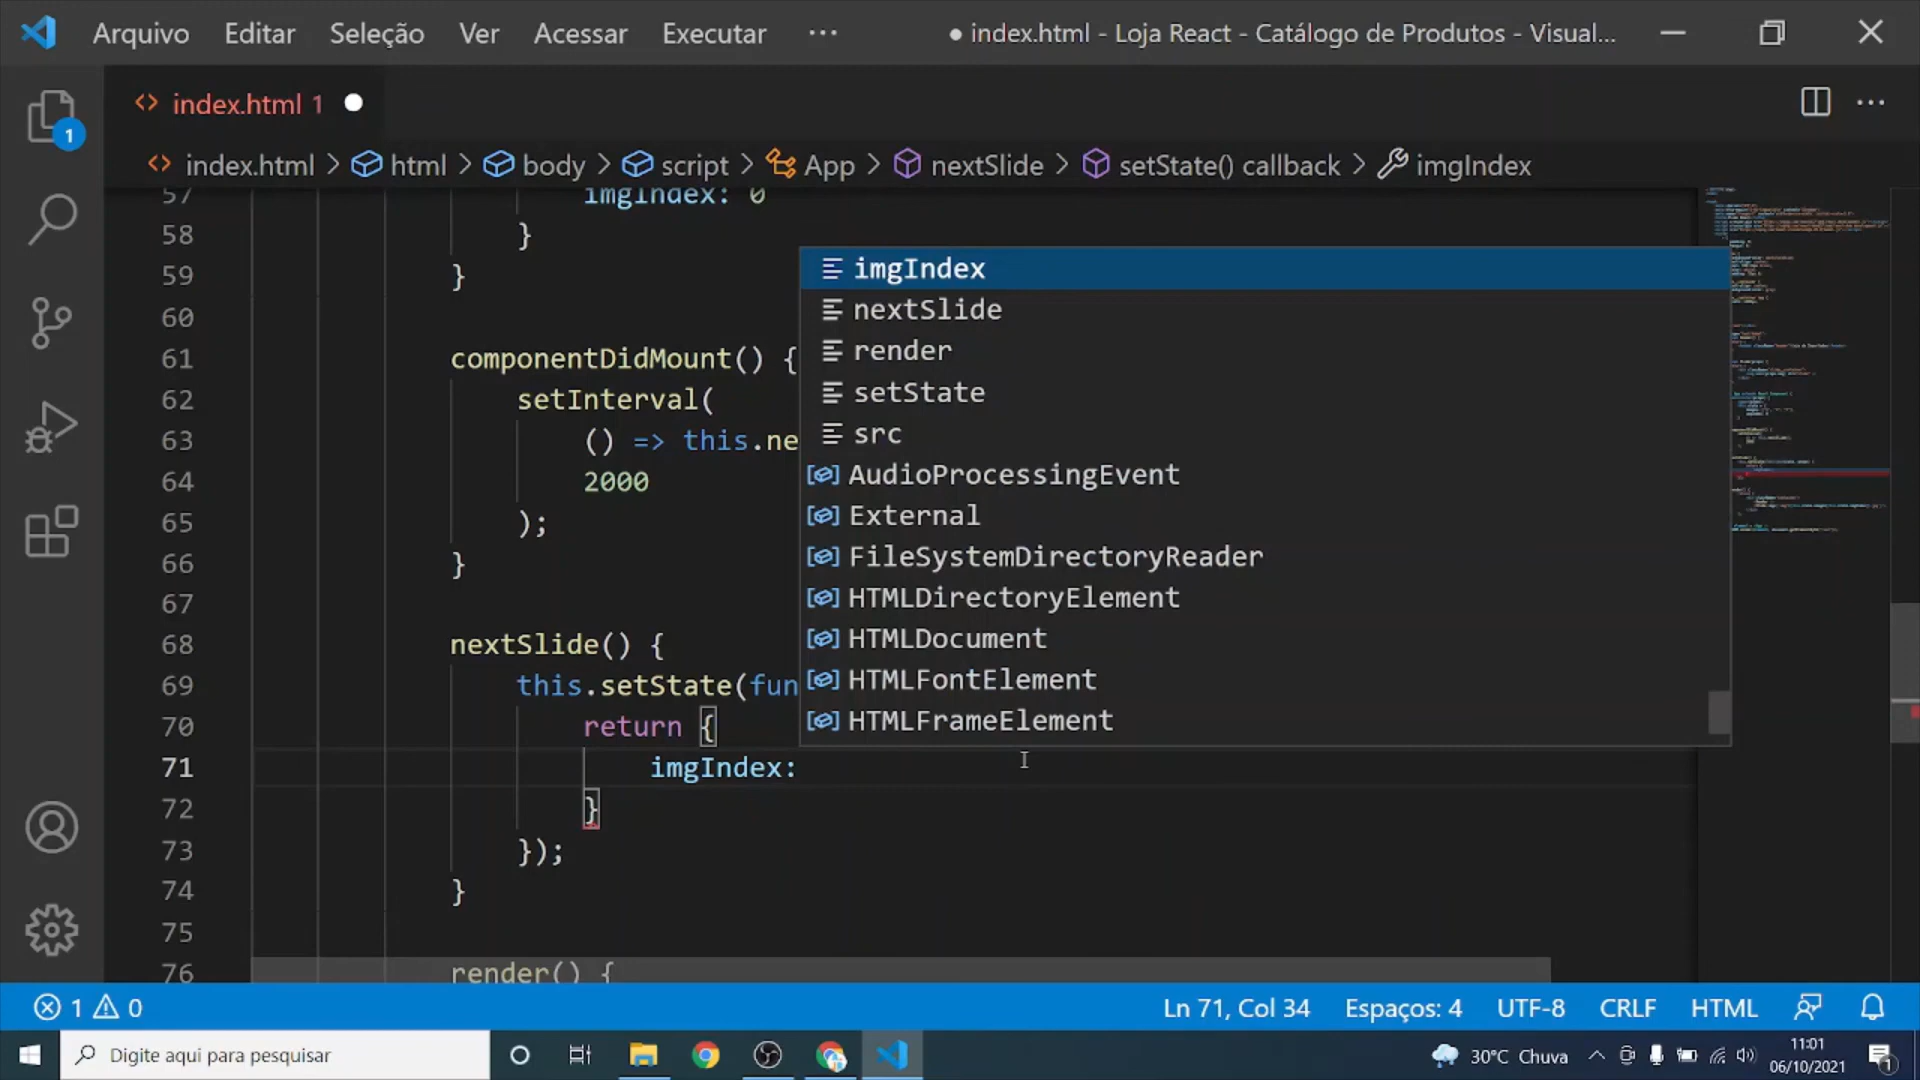 Arquivo Editar Seleção Ver Acessar Executar ··· ● index.html - Loja React - Catálogo de Produtos - Visual...
index.html 1
index.html > html > body > script > App > nextSlide > setState() callback > imgIndex
57 imgIndex: 0
58 }
59 }
60
61 componentDidMount() {
62 setInterval(
63 () => this.ne
64 2000
65 );
66 }
67
68 nextSlide() {
69 this.setState(fun
70 return {
71 imgIndex:
72 }
73 });
74 }
75
76 render() {
imgIndex
nextSlide
render
setState
src
AudioProcessingEvent
External
FileSystemDirectoryReader
HTMLDirectoryElement
HTMLDocument
HTMLFontElement
HTMLFrameElement
1
1 0 Ln 71, Col 34 Espaços: 4 UTF-8 CRLF HTML
Digite aqui para pesquisar 30°C Chuva 11:01
06/10/2021 1